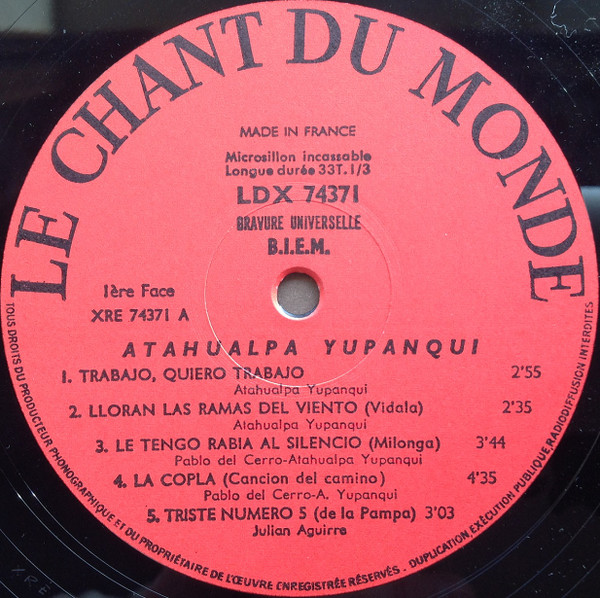 LE CHANT DU MONDE
MADE IN FRANCE
Microsillon incassable
Longue durée 33T.1/3
LDX 74371
GRAVURE UNIVERSELLE
B.I.E.M.
1ère Face
XRE 74371 A
ATAHUALPA YUPANQUI
1. TRABAJO, QUIERO TRABAJO 2'55
Atahualpa Yupanqui
2. LLORAN LAS RAMAS DEL VIENTO (Vidala) 2'35
Atahualpa Yupanqui
3. LE TENGO RABIA AL SILENCIO (Milonga) 3'44
Pablo del Cerro-Atahualpa Yupanqui
4. LA COPLA (Cancion del camino) 4'35
Pablo del Cerro-A. Yupanqui
5. TRISTE NUMERO 5 (de la Pampa) 3'03
Julian Aguirre
TOUS DROITS DU PRODUCTEUR PHONOGRAPHIQUE ET DU PROPRIÉTAIRE DE L'ŒUVRE ENREGISTRÉE RÉSERVÉS. DUPLICATION, EXÉCUTION PUBLIQUE, RADIODIFFUSION INTERDITES
XRE